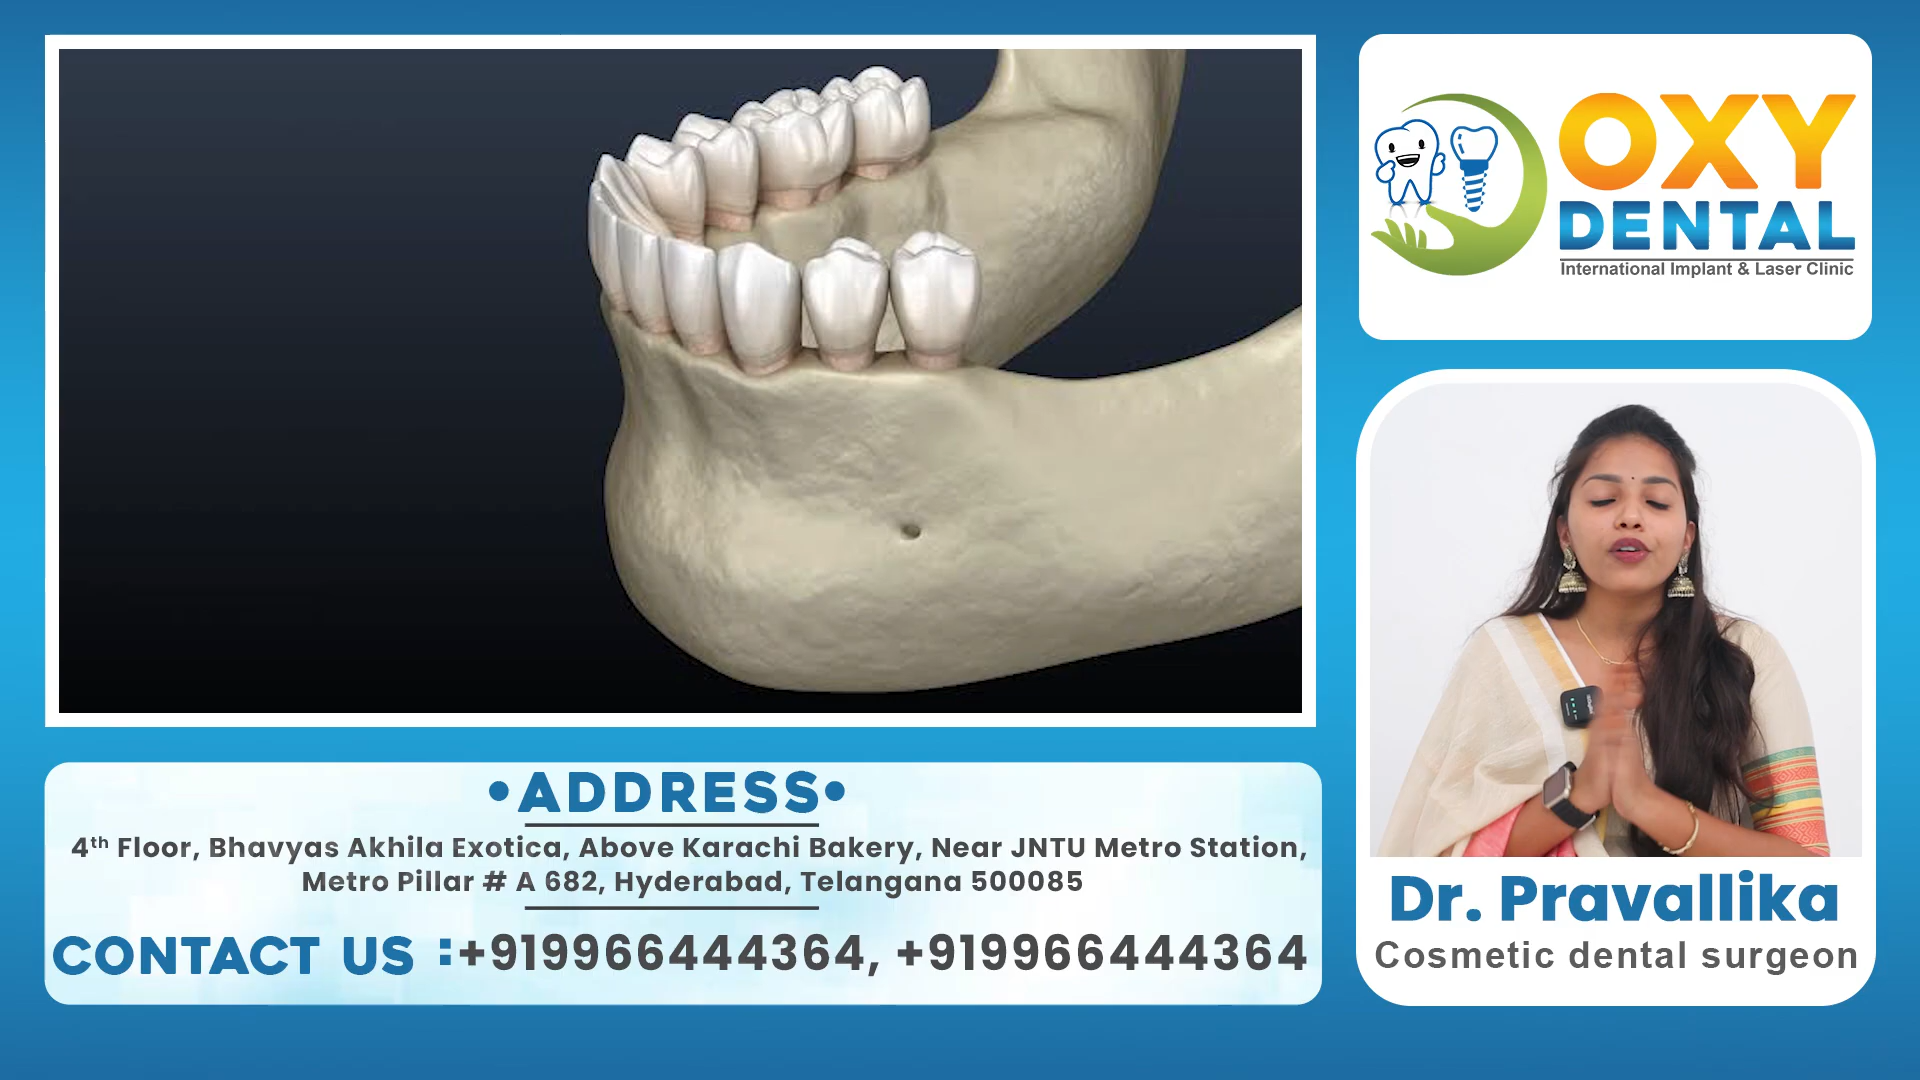 OXY
DENTAL
International Implant & Laser Clinic
•ADDRESS•
4th Floor, Bhavyas Akhila Exotica, Above Karachi Bakery, Near JNTU Metro Station,
Metro Pillar # A 682, Hyderabad, Telangana 500085
CONTACT US :+919966444364, +919966444364
Dr. Pravallika
Cosmetic dental surgeon